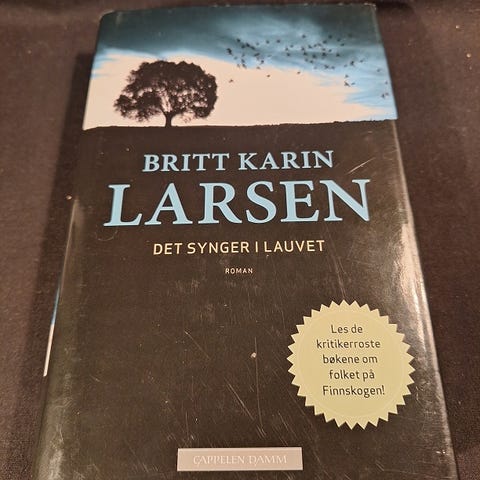 BRITT KARIN
LARSEN
DET SYNGER I LAUVET
ROMAN
Les de
kritikerroste
bøkene om
folket på
Finnskogen!
CAPPELEN DAMM